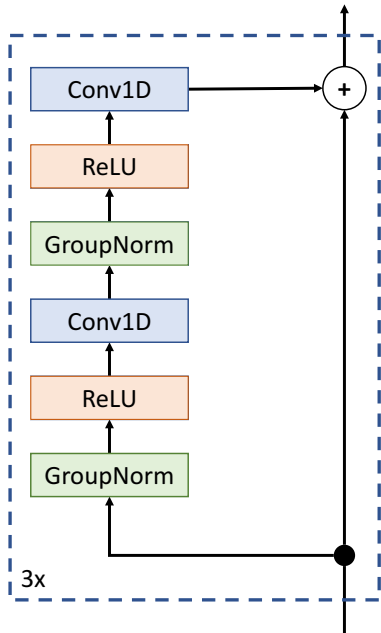 Conv1D
+
ReLU
GroupNorm
Conv1D
ReLU
GroupNorm
3x